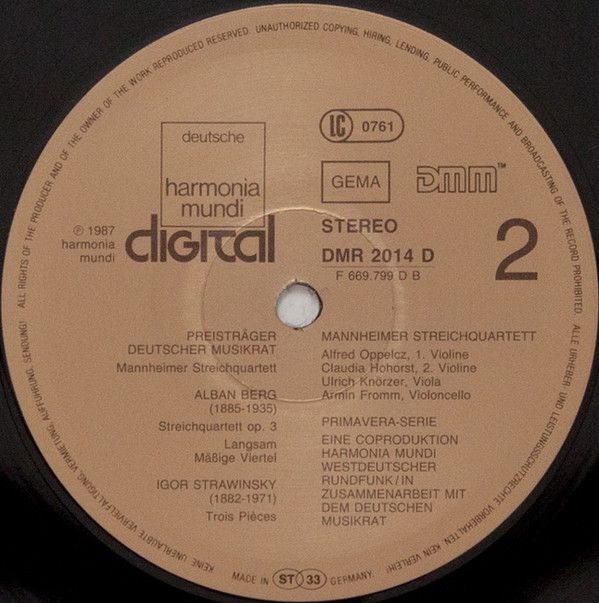 ALL RIGHTS OF THE PRODUCER AND OF THE OWNER OF THE WORK REPRODUCED RESERVED. UNAUTHORIZED COPYING, HIRING, LENDING, PUBLIC PERFORMANCE AND BROADCASTING OF THE RECORD PROHIBITED.
ALLE URHEBER- UND LEISTUNGSSCHUTZRECHTE VORBEHALTEN KEIN VERLEIH! KEINE UNERLAUBTE VERVIELFÄLTIGUNG, VERMIETUNG, AUFFÜHRUNG, SENDUNG!
deutsche
harmonia
mundi
digital
℗ 1987
harmonia
mundi
LC 0761
GEMA
DMM™
STEREO
DMR 2014 D
F 669.799 D B
2
PREISTRÄGER
DEUTSCHER MUSIKRAT
Mannheimer Streichquartett
ALBAN BERG
(1885-1935)
Streichquartett op. 3
Langsam
Mäßige Viertel
IGOR STRAWINSKY
(1882-1971)
Trois Pièces
MANNHEIMER STREICHQUARTETT
Alfred Oppelcz, 1. Violine
Claudia Hohorst, 2. Violine
Ulrich Knörzer, Viola
Armin Fromm, Violoncello
PRIMAVERA-SERIE
EINE COPRODUKTION
HARMONIA MUNDI
WESTDEUTSCHER
RUNDFUNK/IN
ZUSAMMENARBEIT MIT
DEM DEUTSCHEN
MUSIKRAT
MADE IN ST 33 GERMANY.